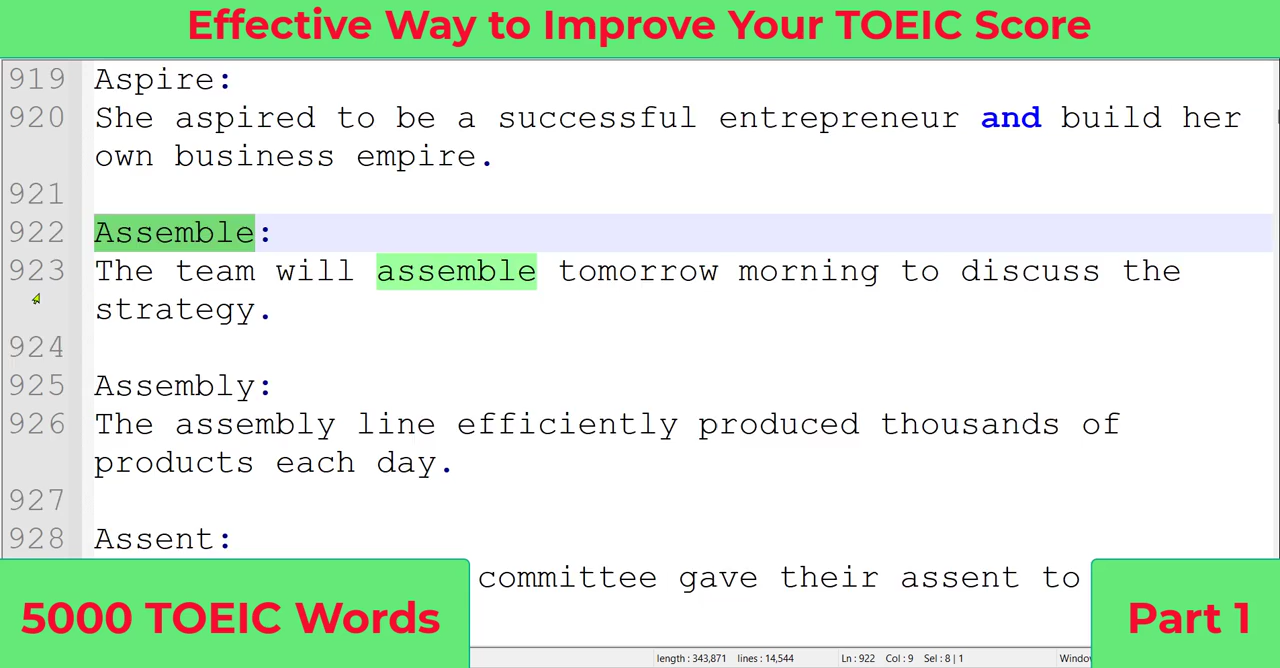 Effective Way to Improve Your TOEIC Score
919 Aspire:
920 She aspired to be a successful entrepreneur and build her
own business empire.
921
922 Assemble:
923 The team will assemble tomorrow morning to discuss the
strategy.
924
925 Assembly:
926 The assembly line efficiently produced thousands of
products each day.
927
928 Assent:
committee gave their assent to
5000 TOEIC Words
Part 1
length : 343,871 lines : 14,544 Ln : 922 Col : 9 Sel : 8 | 1